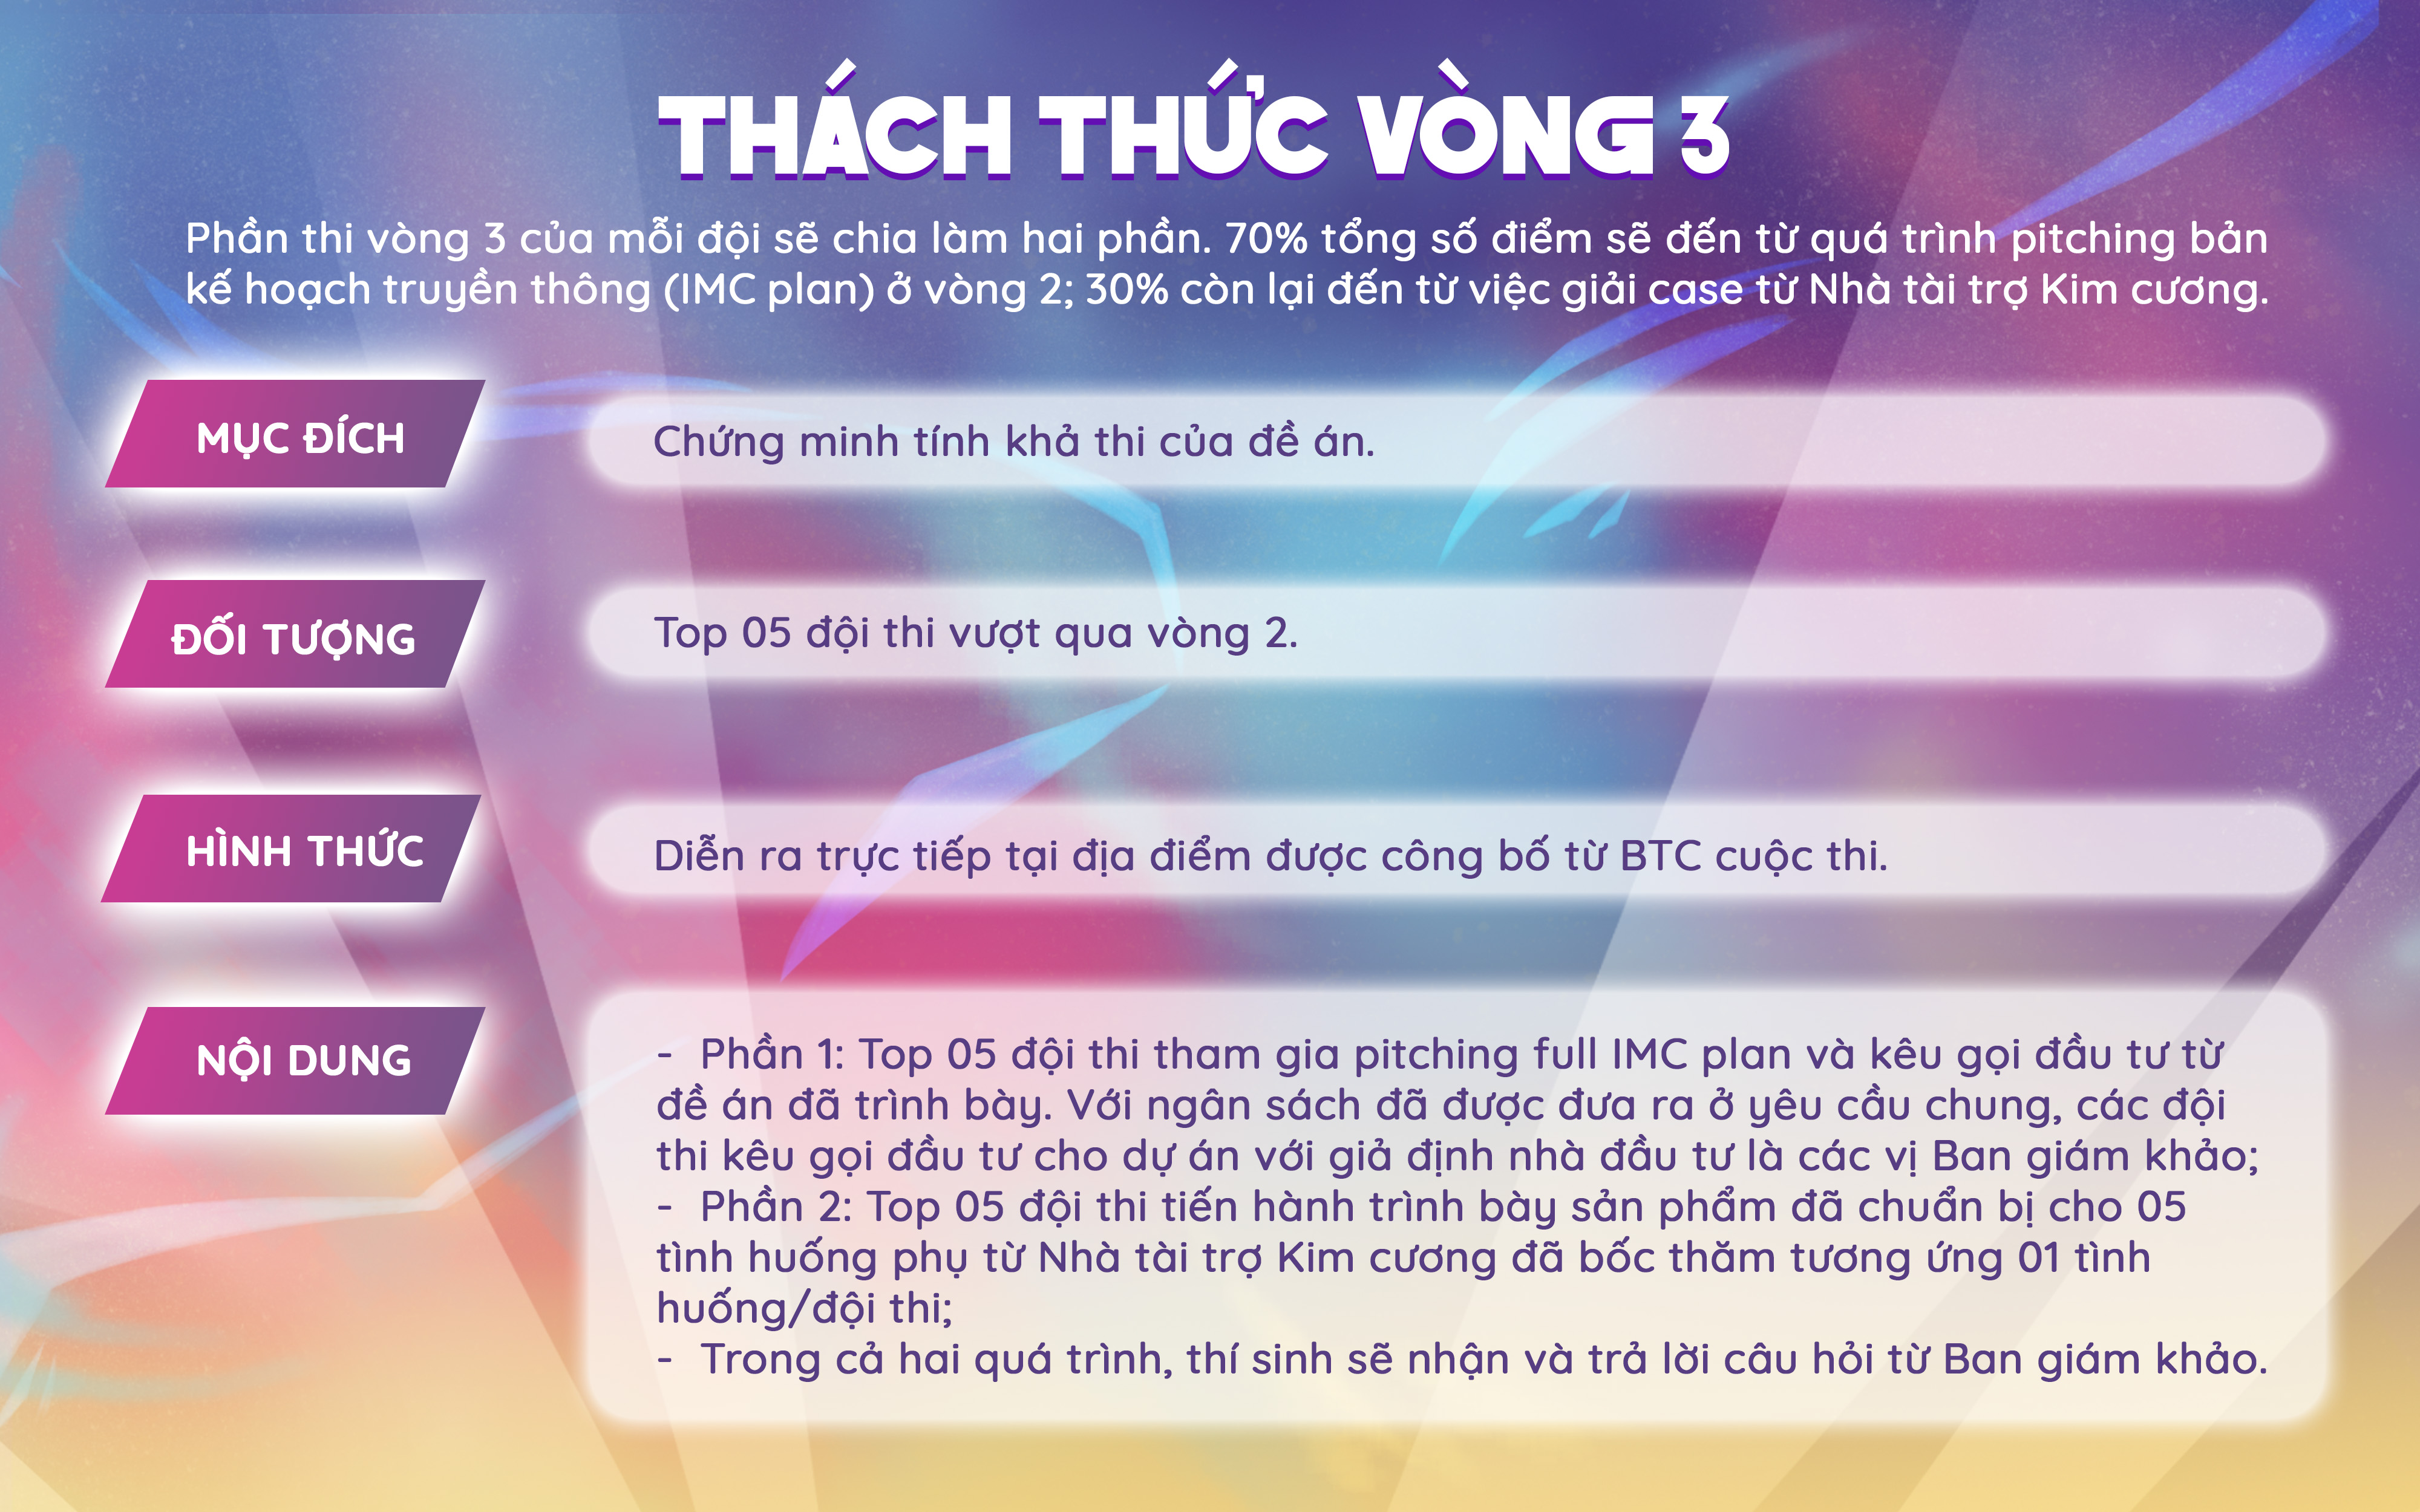 THÁCH THỨC VÒNG 3
Phần thi vòng 3 của mỗi đội sẽ chia làm hai phần. 70% tổng số điểm sẽ đến từ quá trình pitching bản
kế hoạch truyền thông (IMC plan) ở vòng 2; 30% còn lại đến từ việc giải case từ Nhà tài trợ Kim cương.
MỤC ĐÍCH
Chứng minh tính khả thi của đề án.
ĐỐI TƯỢNG
Top 05 đội thi vượt qua vòng 2.
HÌNH THỨC
Diễn ra trực tiếp tại địa điểm được công bố từ BTC cuộc thi.
NỘI DUNG
- Phần 1: Top 05 đội thi tham gia pitching full IMC plan và kêu gọi đầu tư từ
đề án đã trình bày. Với ngân sách đã được đưa ra ở yêu cầu chung, các đội
thi kêu gọi đầu tư cho dự án với giả định nhà đầu tư là các vị Ban giám khảo;
- Phần 2: Top 05 đội thi tiến hành trình bày sản phẩm đã chuẩn bị cho 05
tình huống phụ từ Nhà tài trợ Kim cương đã bốc thăm tương ứng 01 tình
huống/đội thi;
- Trong cả hai quá trình, thí sinh sẽ nhận và trả lời câu hỏi từ Ban giám khảo.